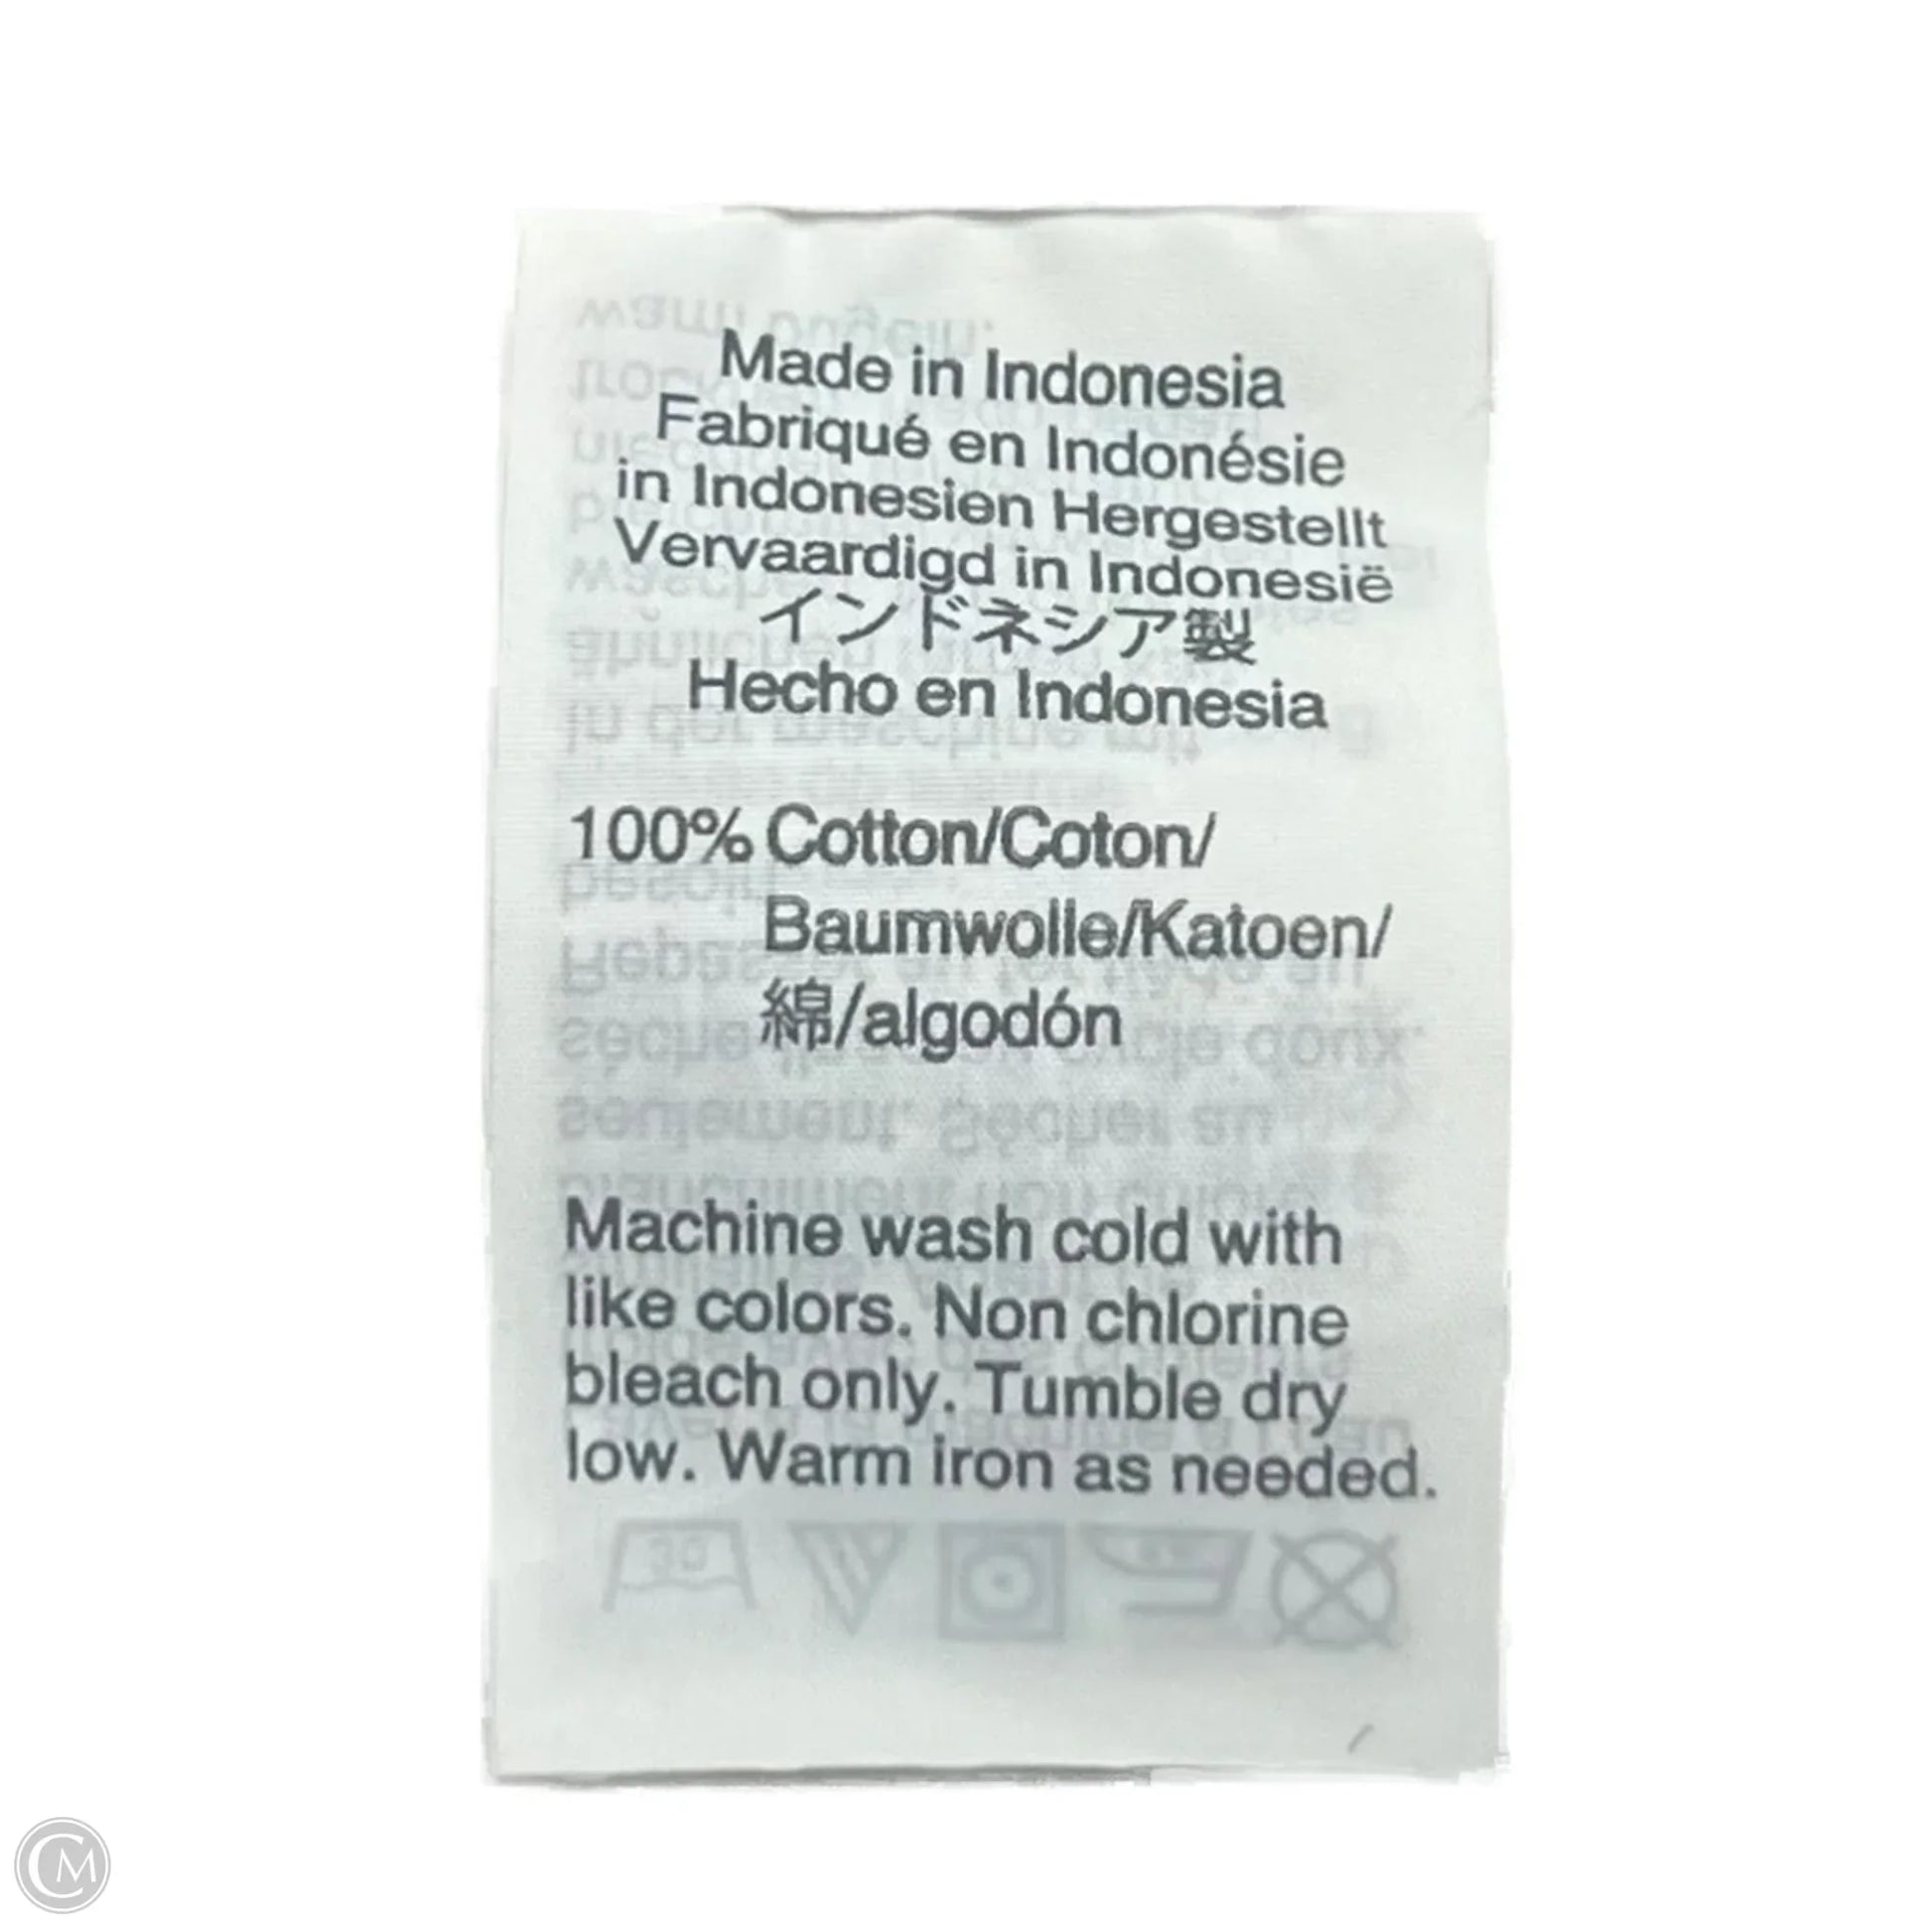 Made in Indonesia
Fabriqué en Indonésie
in Indonesien Hergestellt
Vervaardigd in Indonesië
インドネシア製
Hecho en Indonesia
100% Cotton/Coton/
Baumwolle/Katoen/
綿/algodón
Machine wash cold with
like colors. Non chlorine
bleach only. Tumble dry
low. Warm iron as needed.
30
CM